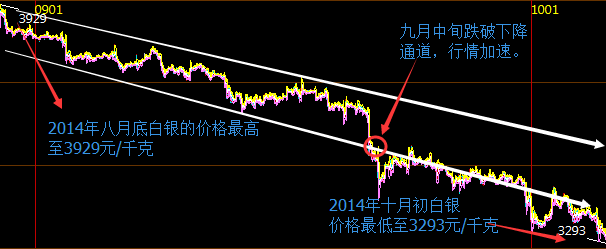 3929
0901
1001
九月中旬跌破下降
通道，行情加速。
2014年八月底白银的价格最高
至3929元/千克
2014年十月初白银
价格最低至3293元/千克
3293